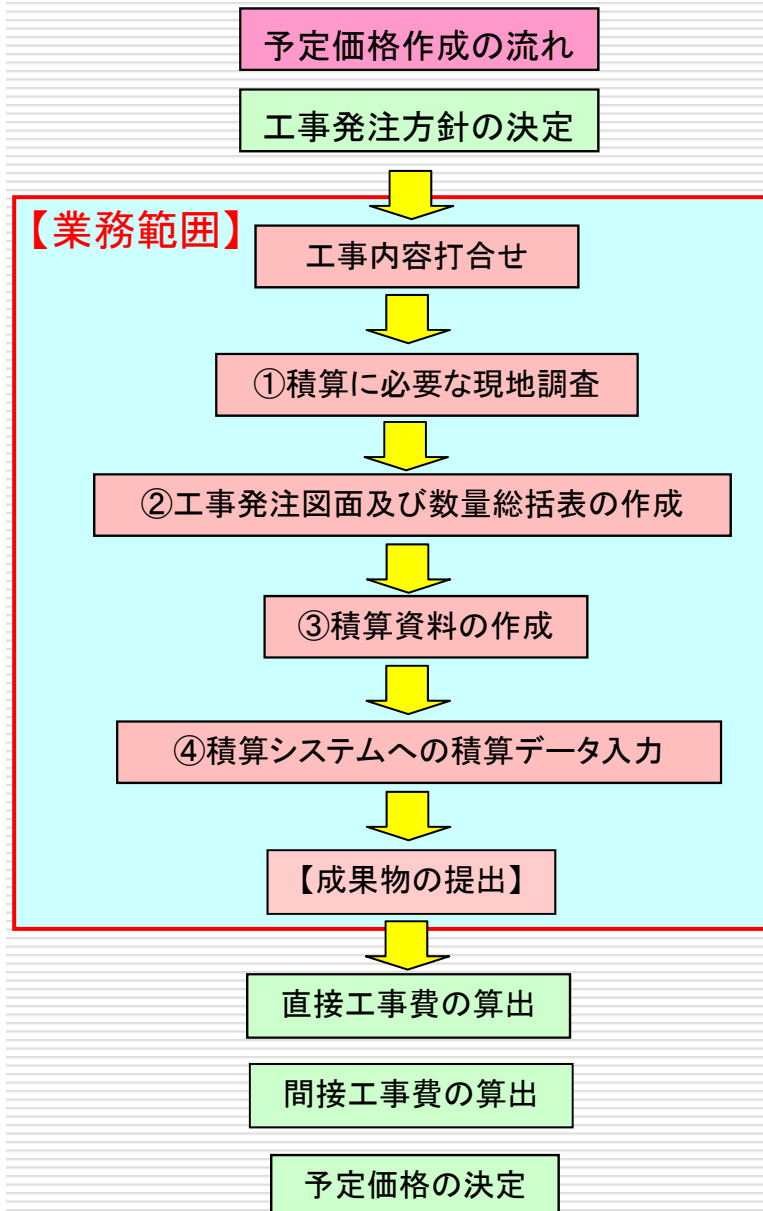 予定価格作成の流れ
工事発注方針の決定
【業務範囲】
工事内容打合せ
①積算に必要な現地調査
②工事発注図面及び数量総括表の作成
③積算資料の作成
④積算システムへの積算データ入力
【成果物の提出】
直接工事費の算出
間接工事費の算出
予定価格の決定